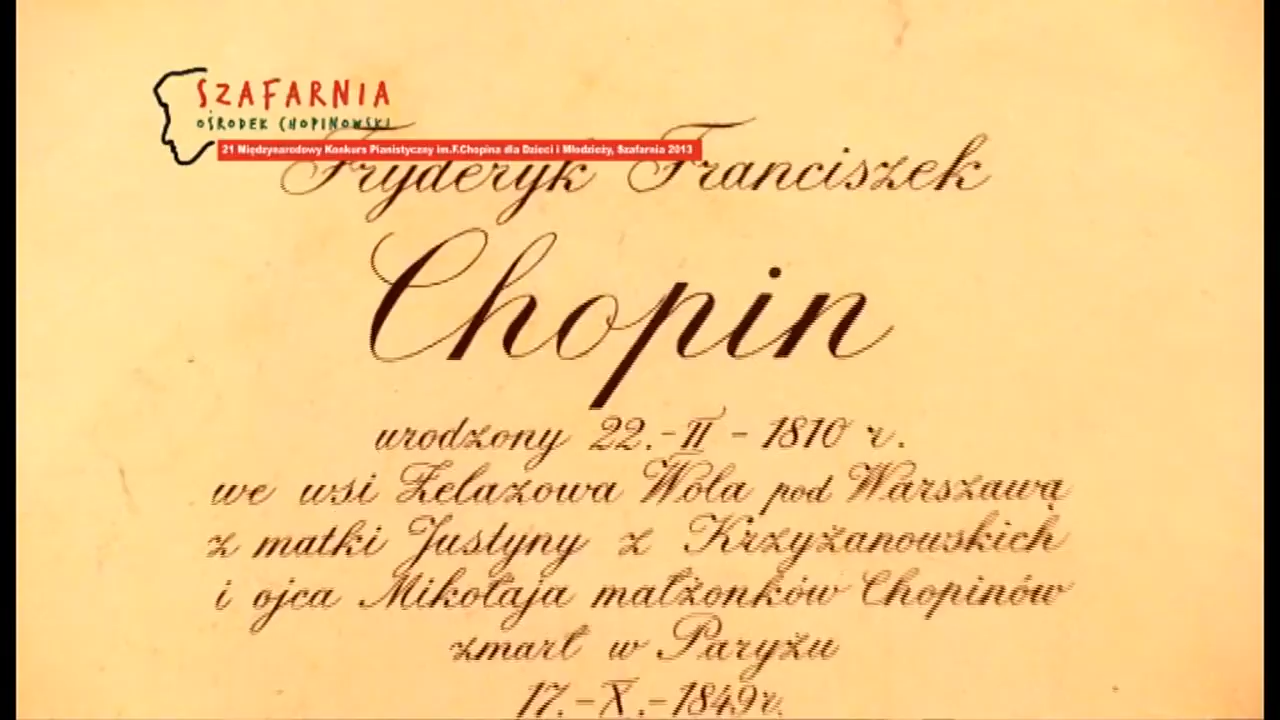 SZAFARNIA
OŚRODEK CHOPINOWSKI
21 Międzynarodowy Konkurs Pianistyczny im.F.Chopina dla Dzieci i Młodzieży, Szafarnia 2013
Fryderyk Franciszek
Chopin
urodzony 22.-II-1810 r.
we wsi Żelazowa Wola pod Warszawą
z matki Justyny z Krzyżanowskich
i ojca Mikołaja małżonków Chopinów
zmarł w Paryżu
17.-X.-1849r.